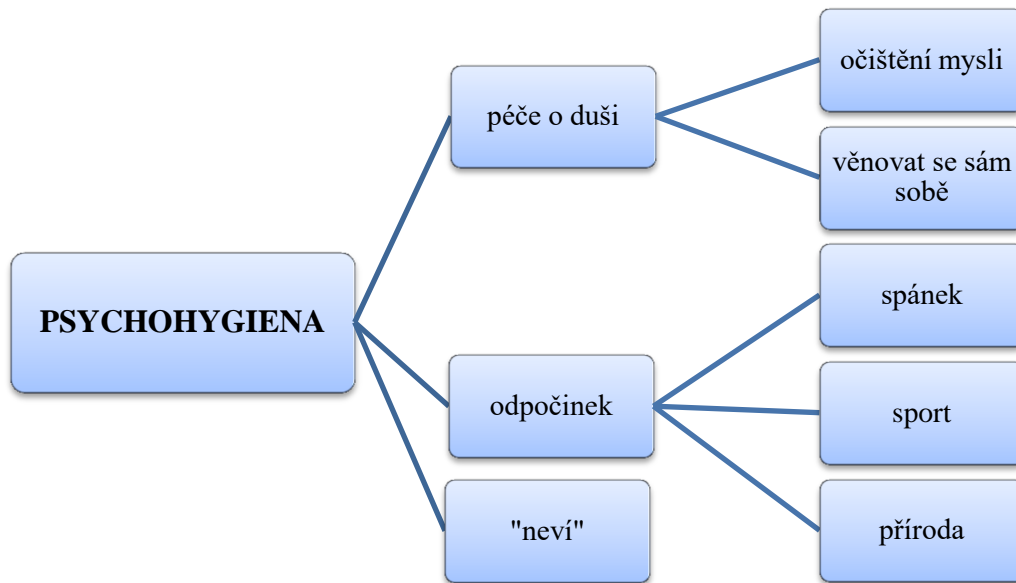 PSYCHOHYGIENA
péče o duši
očištění mysli
věnovat se sám
sobě
odpočinek
spánek
sport
příroda
"neví"